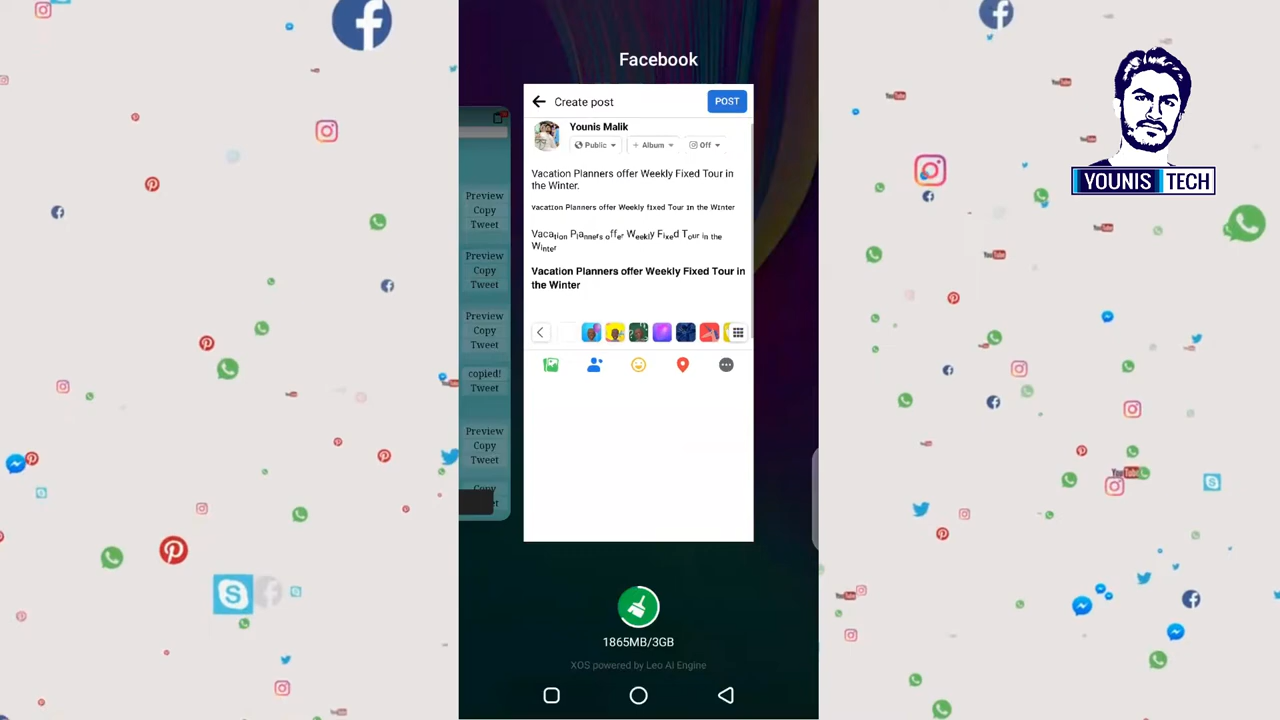 Facebook
Create post
POST
Younis Malik
Public
+ Album
Off
Vacation Planners offer Weekly Fixed Tour in
the Winter.
Vacation Planners offer Weekly fixed Tour in the Winter
Vacation Planners offer Weekly Fixed Tour in the
Winter
Vacation Planners offer Weekly Fixed Tour in
the Winter
Preview
Copy
Tweet
Preview
Copy
Tweet
Preview
Copy
Tweet
copied!
Tweet
Preview
Copy
Tweet
Copy
1865MB/3GB
XOS powered by Leo AI Engine
YOUNIS TECH